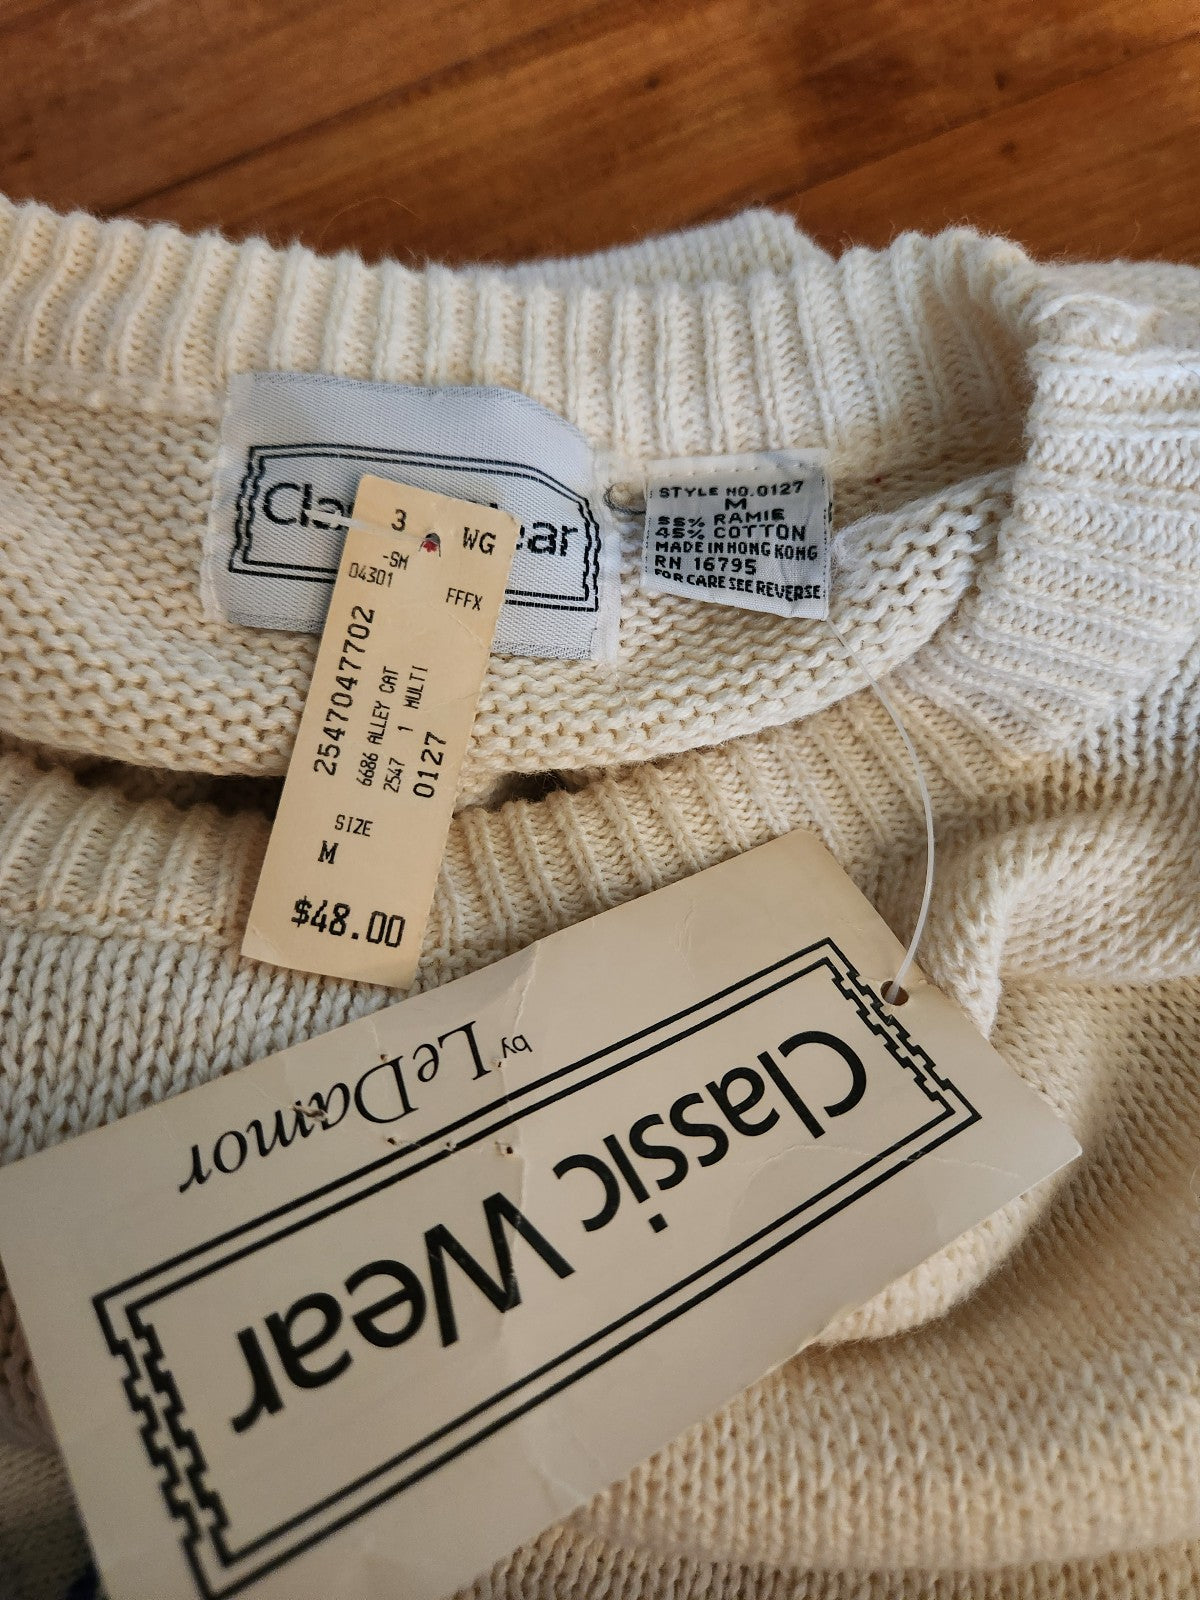 Cla ear
STYLE NO.0127
M
55% RAMIE
45% COTTON
MADE IN HONG KONG
RN 16795
FOR CARE SEE REVERSE
3 WG
SM
04301
FFFX
2547047702
6686 ALLEY CAT
2547 1 MULTI
0127
SIZE
M
$48.00
Classic Wear
by LeDamor